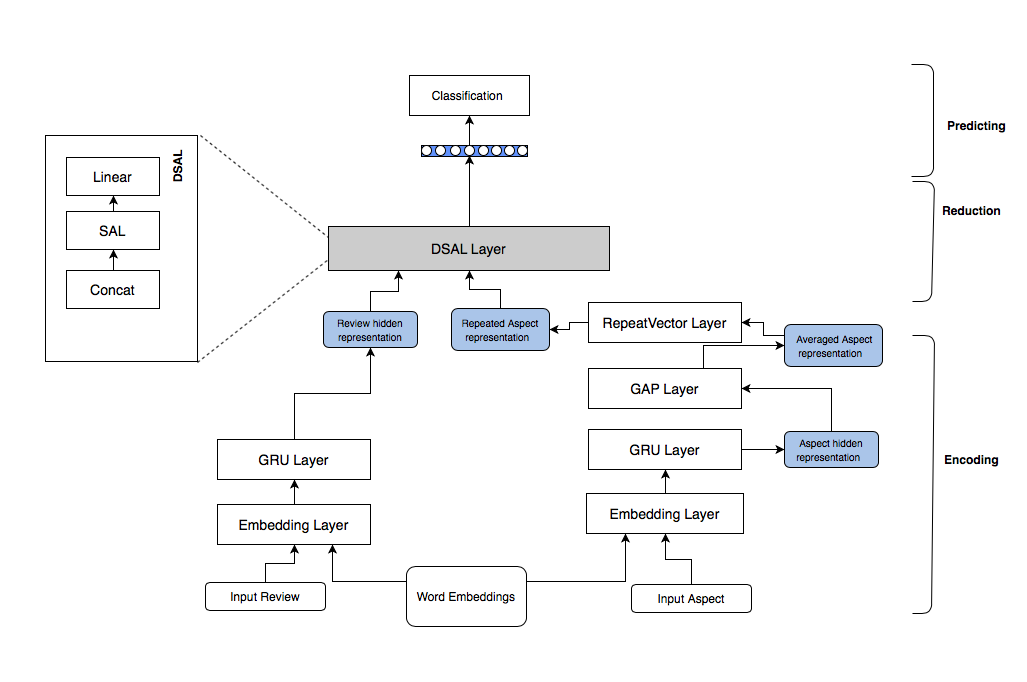 Classification
Predicting
DSAL
Linear
SAL
Concat
Reduction
DSAL Layer
Review hidden
representation
Repeated Aspect
representation
RepeatVector Layer
Averaged Aspect
representation
GAP Layer
GRU Layer
Aspect hidden
representation
GRU Layer
Encoding
Embedding Layer
Embedding Layer
Input Review
Word Embeddings
Input Aspect